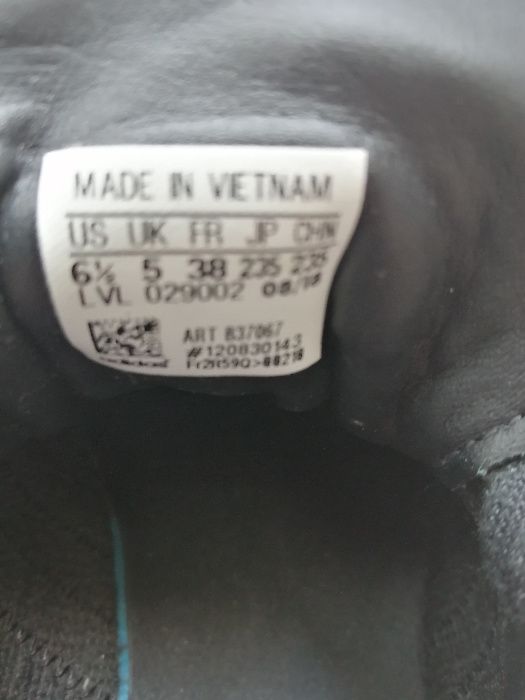 MADE IN VIETNAM
US UK FR JP CHN
6½ 5 38 235 235
LVL 029002 08/18
ART B37067
#120830143